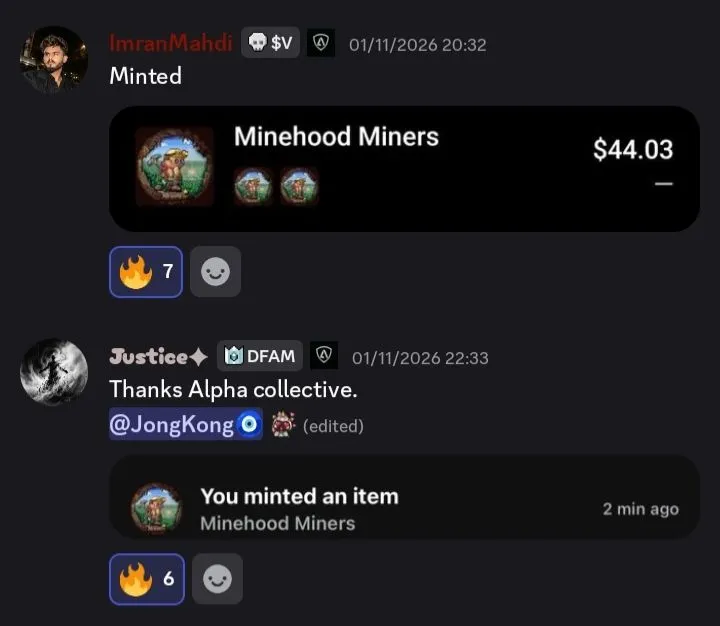 ImranMahdi $V 01/11/2026 20:32
Minted
Minehood Miners
$44.03
—
7
Justice✦ DFAM 01/11/2026 22:33
Thanks Alpha collective.
@JongKong🧿 (edited)
You minted an item
Minehood Miners
2 min ago
6